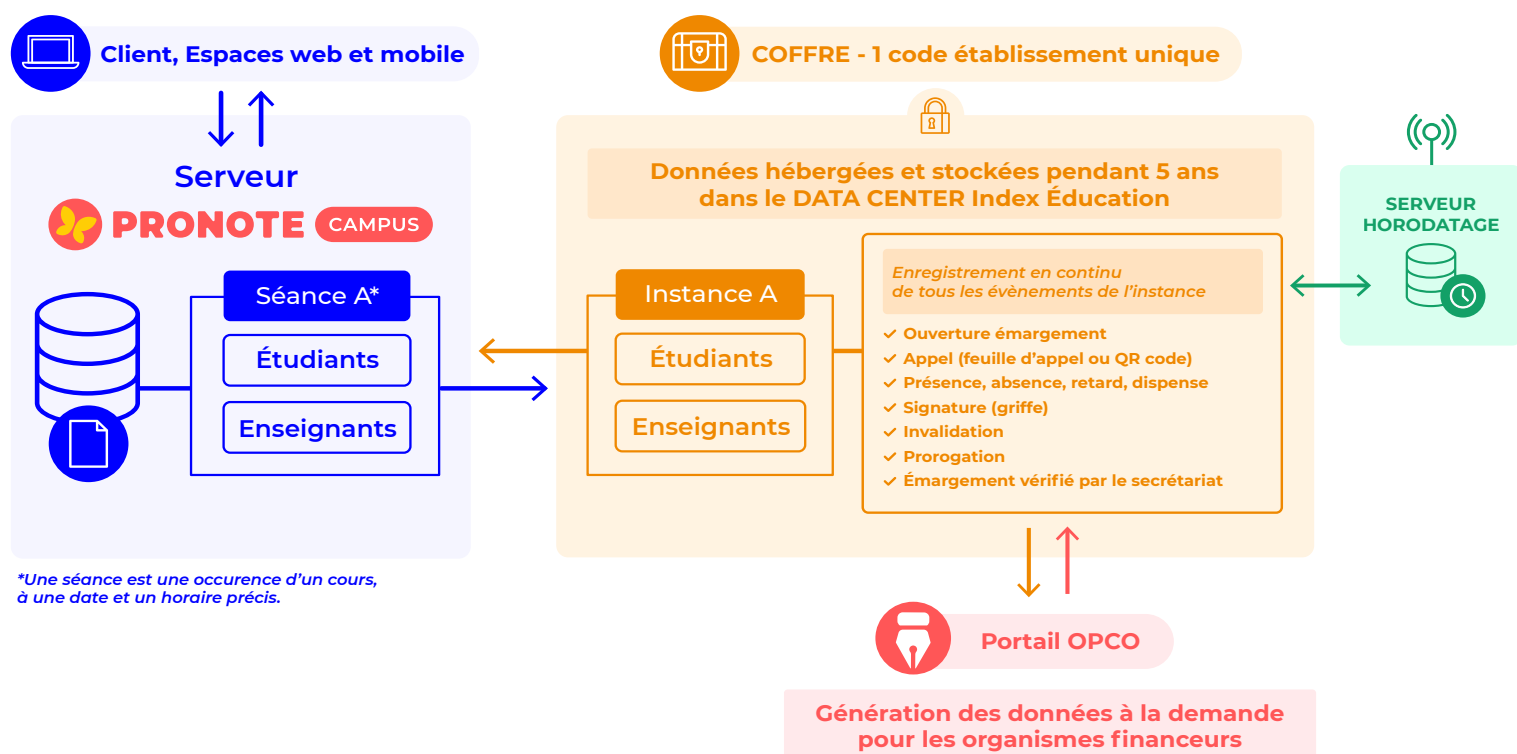 Client, Espaces web et mobile
Serveur
PRONOTE CAMPUS
Séance A*
Étudiants
Enseignants
*Une séance est une occurence d'un cours,
à une date et un horaire précis.
COFFRE - 1 code établissement unique
Données hébergées et stockées pendant 5 ans
dans le DATA CENTER Index Éducation
Instance A
Étudiants
Enseignants
Enregistrement en continu
de tous les évènements de l'instance
Ouverture émargement
Appel (feuille d'appel ou QR code)
Présence, absence, retard, dispense
Signature (griffe)
Invalidation
Prorogation
Émargement vérifié par le secrétariat
SERVEUR
HORODATAGE
Portail OPCO
Génération des données à la demande
pour les organismes financeurs